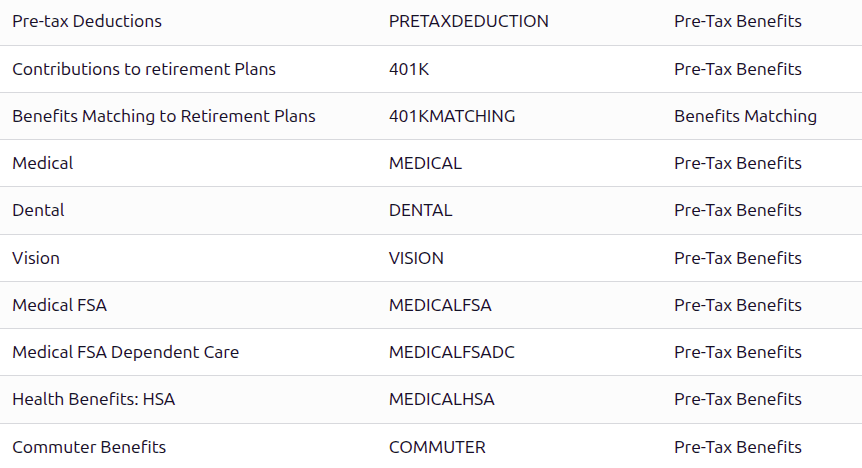 Pre-tax Deductions PRETAXDEDUCTION Pre-Tax Benefits
Contributions to retirement Plans 401K Pre-Tax Benefits
Benefits Matching to Retirement Plans 401KMATCHING Benefits Matching
Medical MEDICAL Pre-Tax Benefits
Dental DENTAL Pre-Tax Benefits
Vision VISION Pre-Tax Benefits
Medical FSA MEDICALFSA Pre-Tax Benefits
Medical FSA Dependent Care MEDICALFSADC Pre-Tax Benefits
Health Benefits: HSA MEDICALHSA Pre-Tax Benefits
Commuter Benefits COMMUTER Pre-Tax Benefits